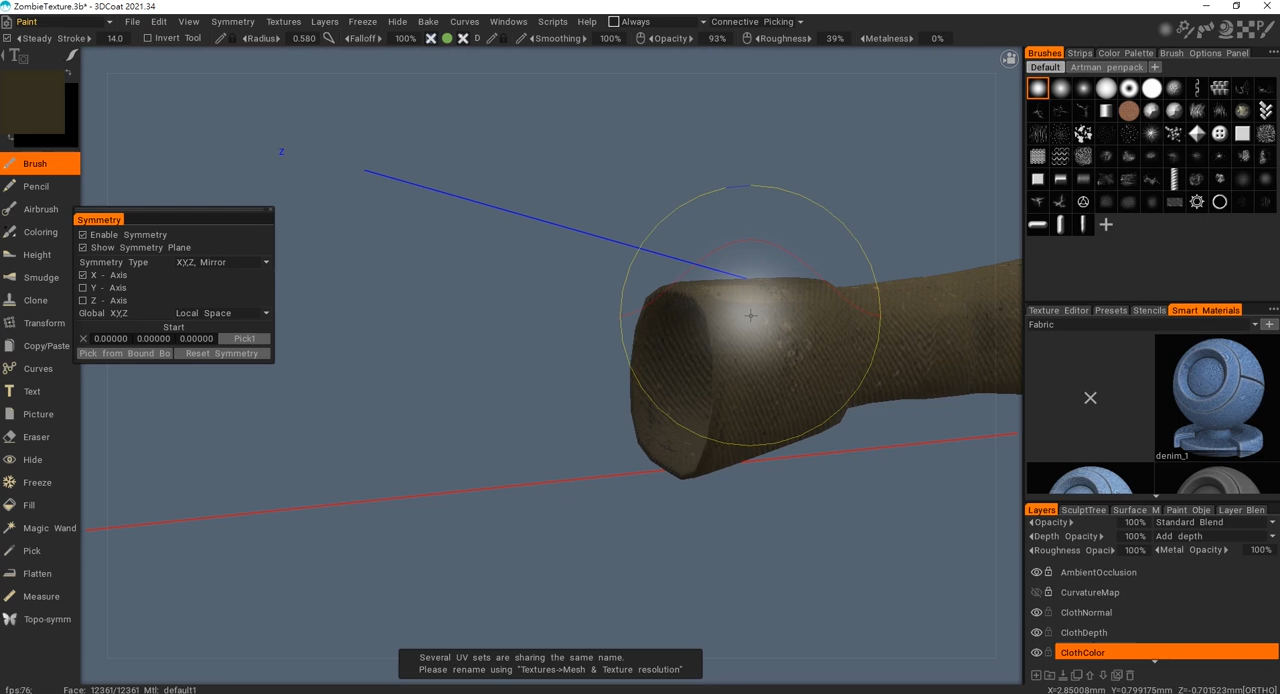 ZombieTexture.3b* - 3DCoat 2021.34
Paint File Edit View Symmetry Textures Layers Freeze Hide Bake Curves Windows Scripts Help Always Connective Picking
Steady Stroke 14.0 Invert Tool Radius 0.580 Falloff 100% D Smoothing 100% Opacity 93% Roughness 39% Metalness 0%
Brushes Strips Color Palette Brush Options Panel
Default Artman penpack
z
Brush
Pencil
Airbrush
Coloring
Height
Smudge
Clone
Transform
Copy/Paste
Curves
Text
Picture
Eraser
Hide
Freeze
Fill
Magic Wand
Pick
Flatten
Measure
Topo-symm
Symmetry
Enable Symmetry
Show Symmetry Plane
Symmetry Type X,Y,Z, Mirror
X - Axis
Y - Axis
Z - Axis
Global X,Y,Z Local Space
Start
0.00000 0.00000 0.00000 Pick1
Pick from Bound Bo Reset Symmetry
Texture Editor Presets Stencils Smart Materials
Fabric
denim_1
Layers SculptTree Surface M Paint Obje Layer Blen
Opacity 100% Standard Blend
Depth Opacity 100% Add depth
Roughness Opaci 100% Metal Opacity 100%
AmbientOcclusion
CurvatureMap
ClothNormal
ClothDepth
ClothColor
Several UV sets are sharing the same name.
Please rename using "Textures->Mesh & Texture resolution"
fps:76; Face: 12361/12361 Mtl: default1
X=2.85008mm Y=0.799175mm Z=-0.701523mm[ORTHO]